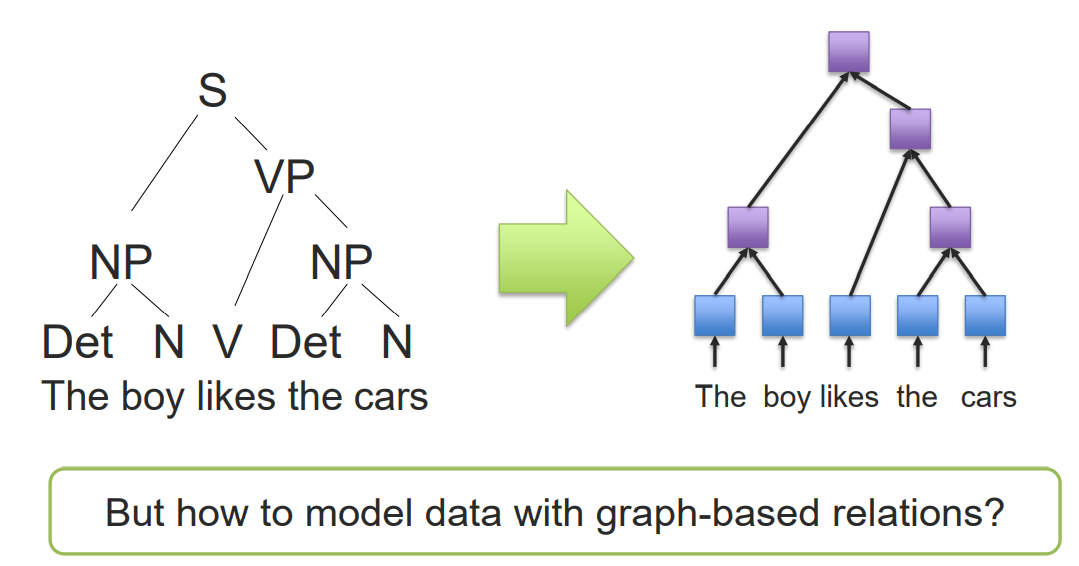 S
VP
NP NP
Det N V Det N
The boy likes the cars
The boy likes the cars
But how to model data with graph-based relations?